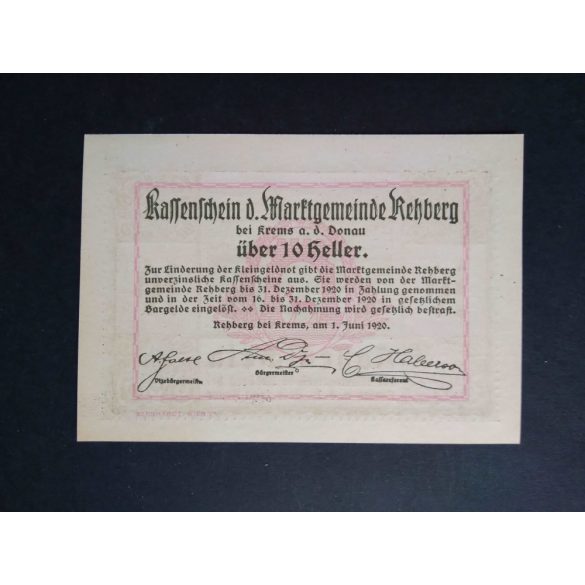 Kassenschein d. Marktgemeinde Rehberg
bei Krems a. d. Donau
über 10 Heller.
Zur Linderung der Kleingeldnot gibt die Marktgemeinde Rehberg
unverzinsliche Kassenscheine aus. Sie werden von der Markt-
gemeinde Rehberg bis 31. Dezember 1920 in Zahlung genommen
und in der Zeit vom 16. bis 31. Dezember 1920 in gesetzlichem
Bargelde eingelöst. ❖❖ Die Nachahmung wird gesetzlich bestraft.
Rehberg bei Krems, am 1. Juni 1920.
Vizebürgermeister
Bürgermeister
Kassenreferent